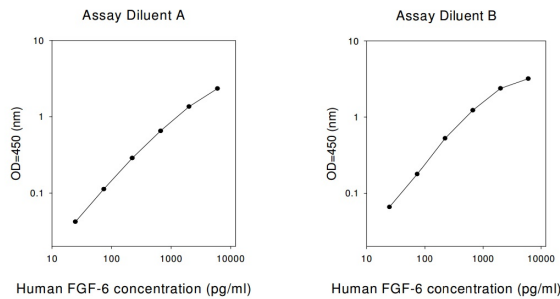 Assay Diluent A
10
1
0.1
OD=450 (nm)
10 100 1000 10000
Human FGF-6 concentration (pg/ml)
Assay Diluent B
10
1
0.1
OD=450 (nm)
10 100 1000 10000
Human FGF-6 concentration (pg/ml)